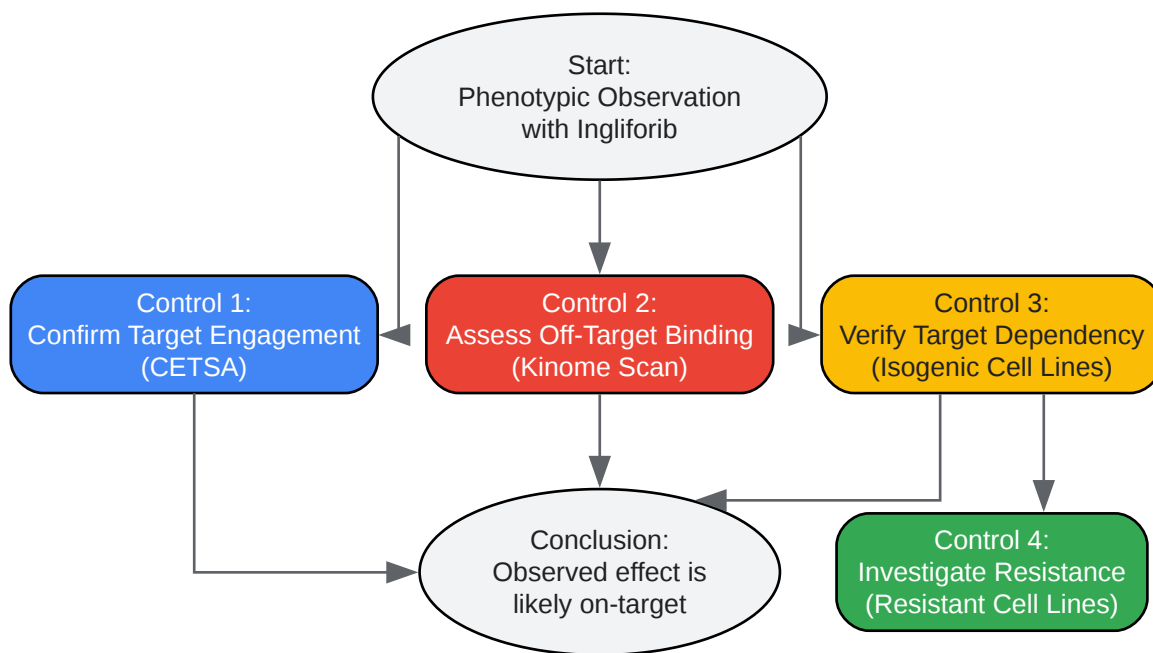 Start:
Phenotypic Observation
with Ingliforib
Control 1:
Confirm Target Engagement
(CETSA)
Control 2:
Assess Off-Target Binding
(Kinome Scan)
Control 3:
Verify Target Dependency
(Isogenic Cell Lines)
Conclusion:
Observed effect is
likely on-target
Control 4:
Investigate Resistance
(Resistant Cell Lines)